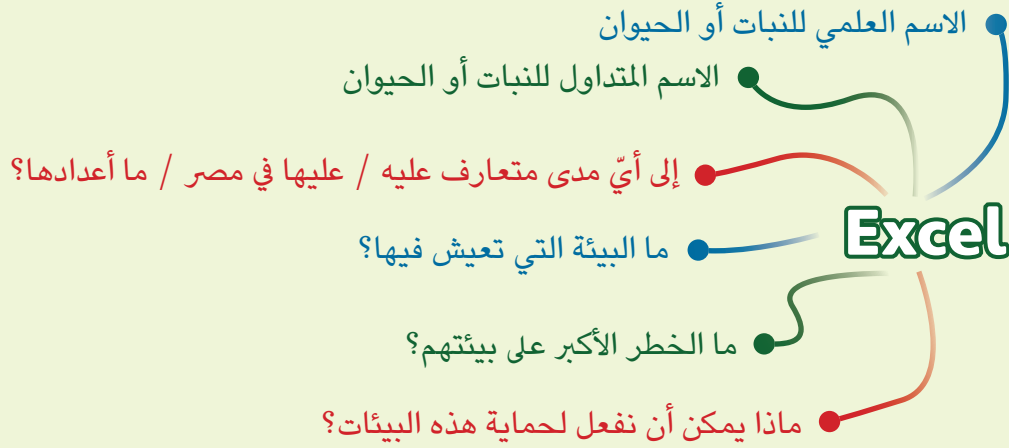 الاسم العلمي للنبات أو الحيوان
الاسم المتداول للنبات أو الحيوان
إلى أيّ مدى متعارف عليه / عليها في مصر / ما أعدادها؟
Excel
ما البيئة التي تعيش فيها؟
ما الخطر الأكبر على بيئتهم؟
ماذا يمكن أن نفعل لحماية هذه البيئات؟